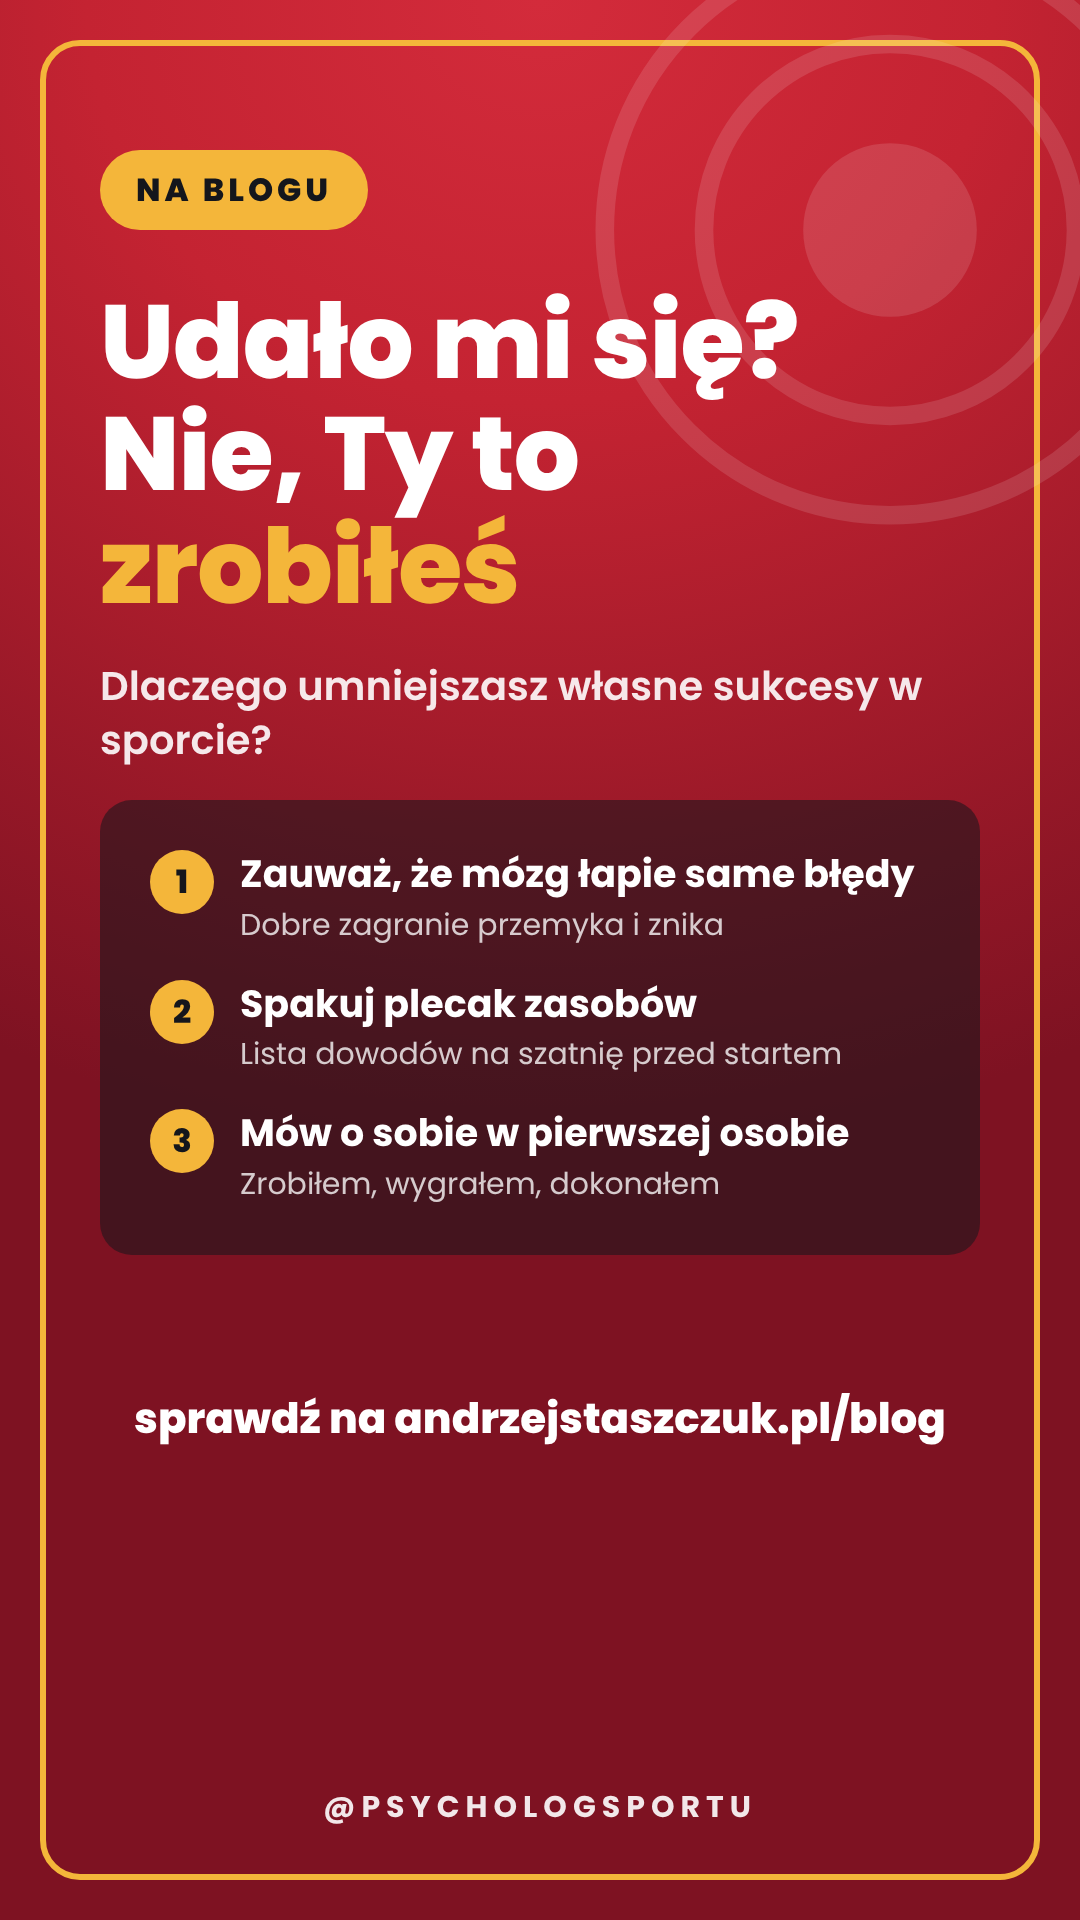 NA BLOGU
Udało mi się?
Nie, Ty to
zrobiłeś
Dlaczego umniejszasz własne sukcesy w
sporcie?
1 Zauważ, że mózg łapie same błędy
Dobre zagranie przemyka i znika
2 Spakuj plecak zasobów
Lista dowodów na szatnię przed startem
3 Mów o sobie w pierwszej osobie
Zrobiłem, wygrałem, dokonałem
sprawdź na andrzejstaszczuk.pl/blog
@PSYCHOLOGSPORTU